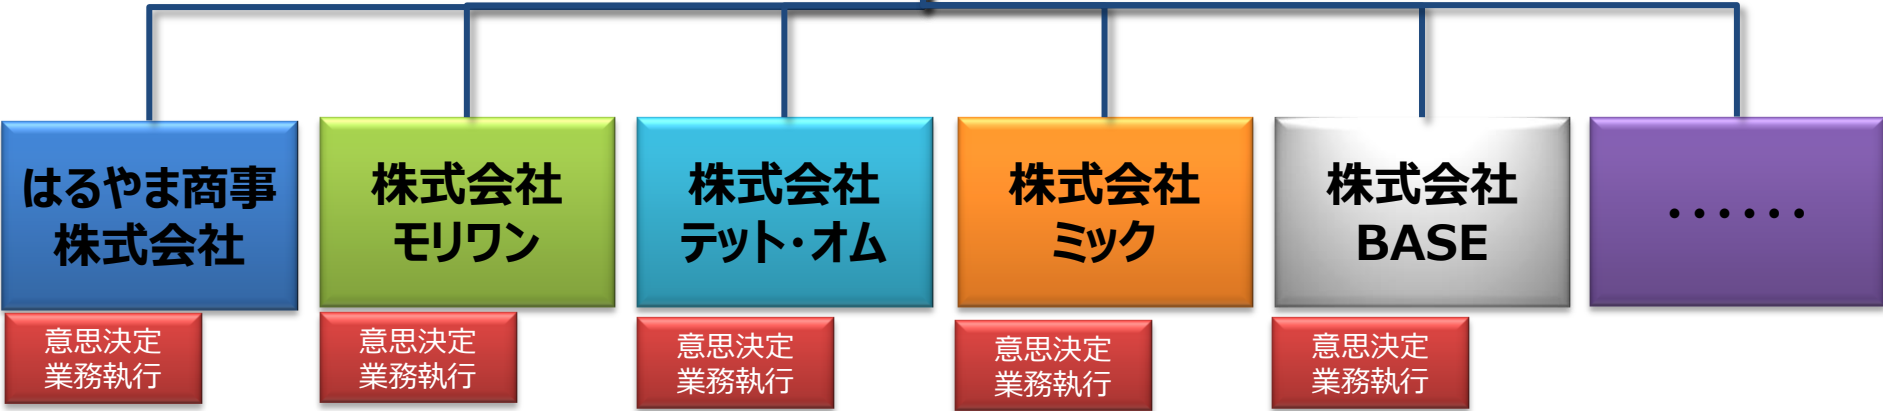 はるやま商事
株式会社
株式会社
モリワン
株式会社
テット・オム
株式会社
ミック
株式会社
BASE
・・・・・・
意思決定
業務執行
意思決定
業務執行
意思決定
業務執行
意思決定
業務執行
意思決定
業務執行